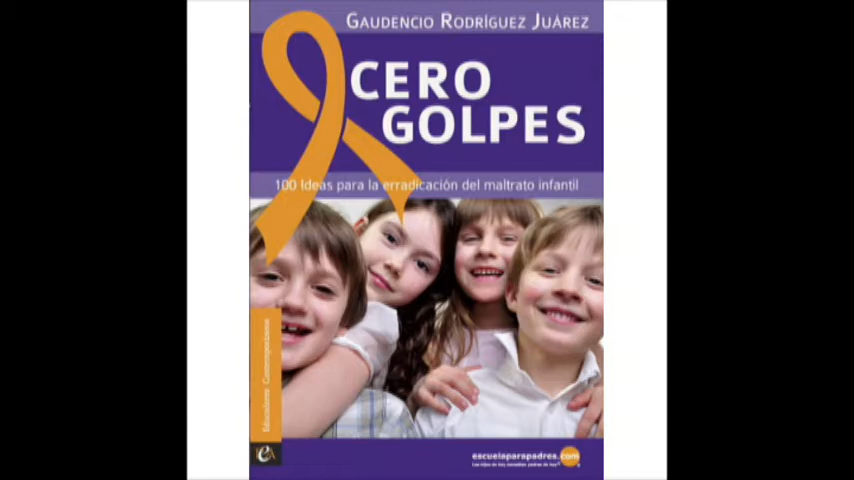 GAUDENCIO RODRÍGUEZ JUÁREZ
CERO
GOLPES
100 Ideas para la erradicación del maltrato infantil
Educadores Contemporáneos
escuelaparapadres.com